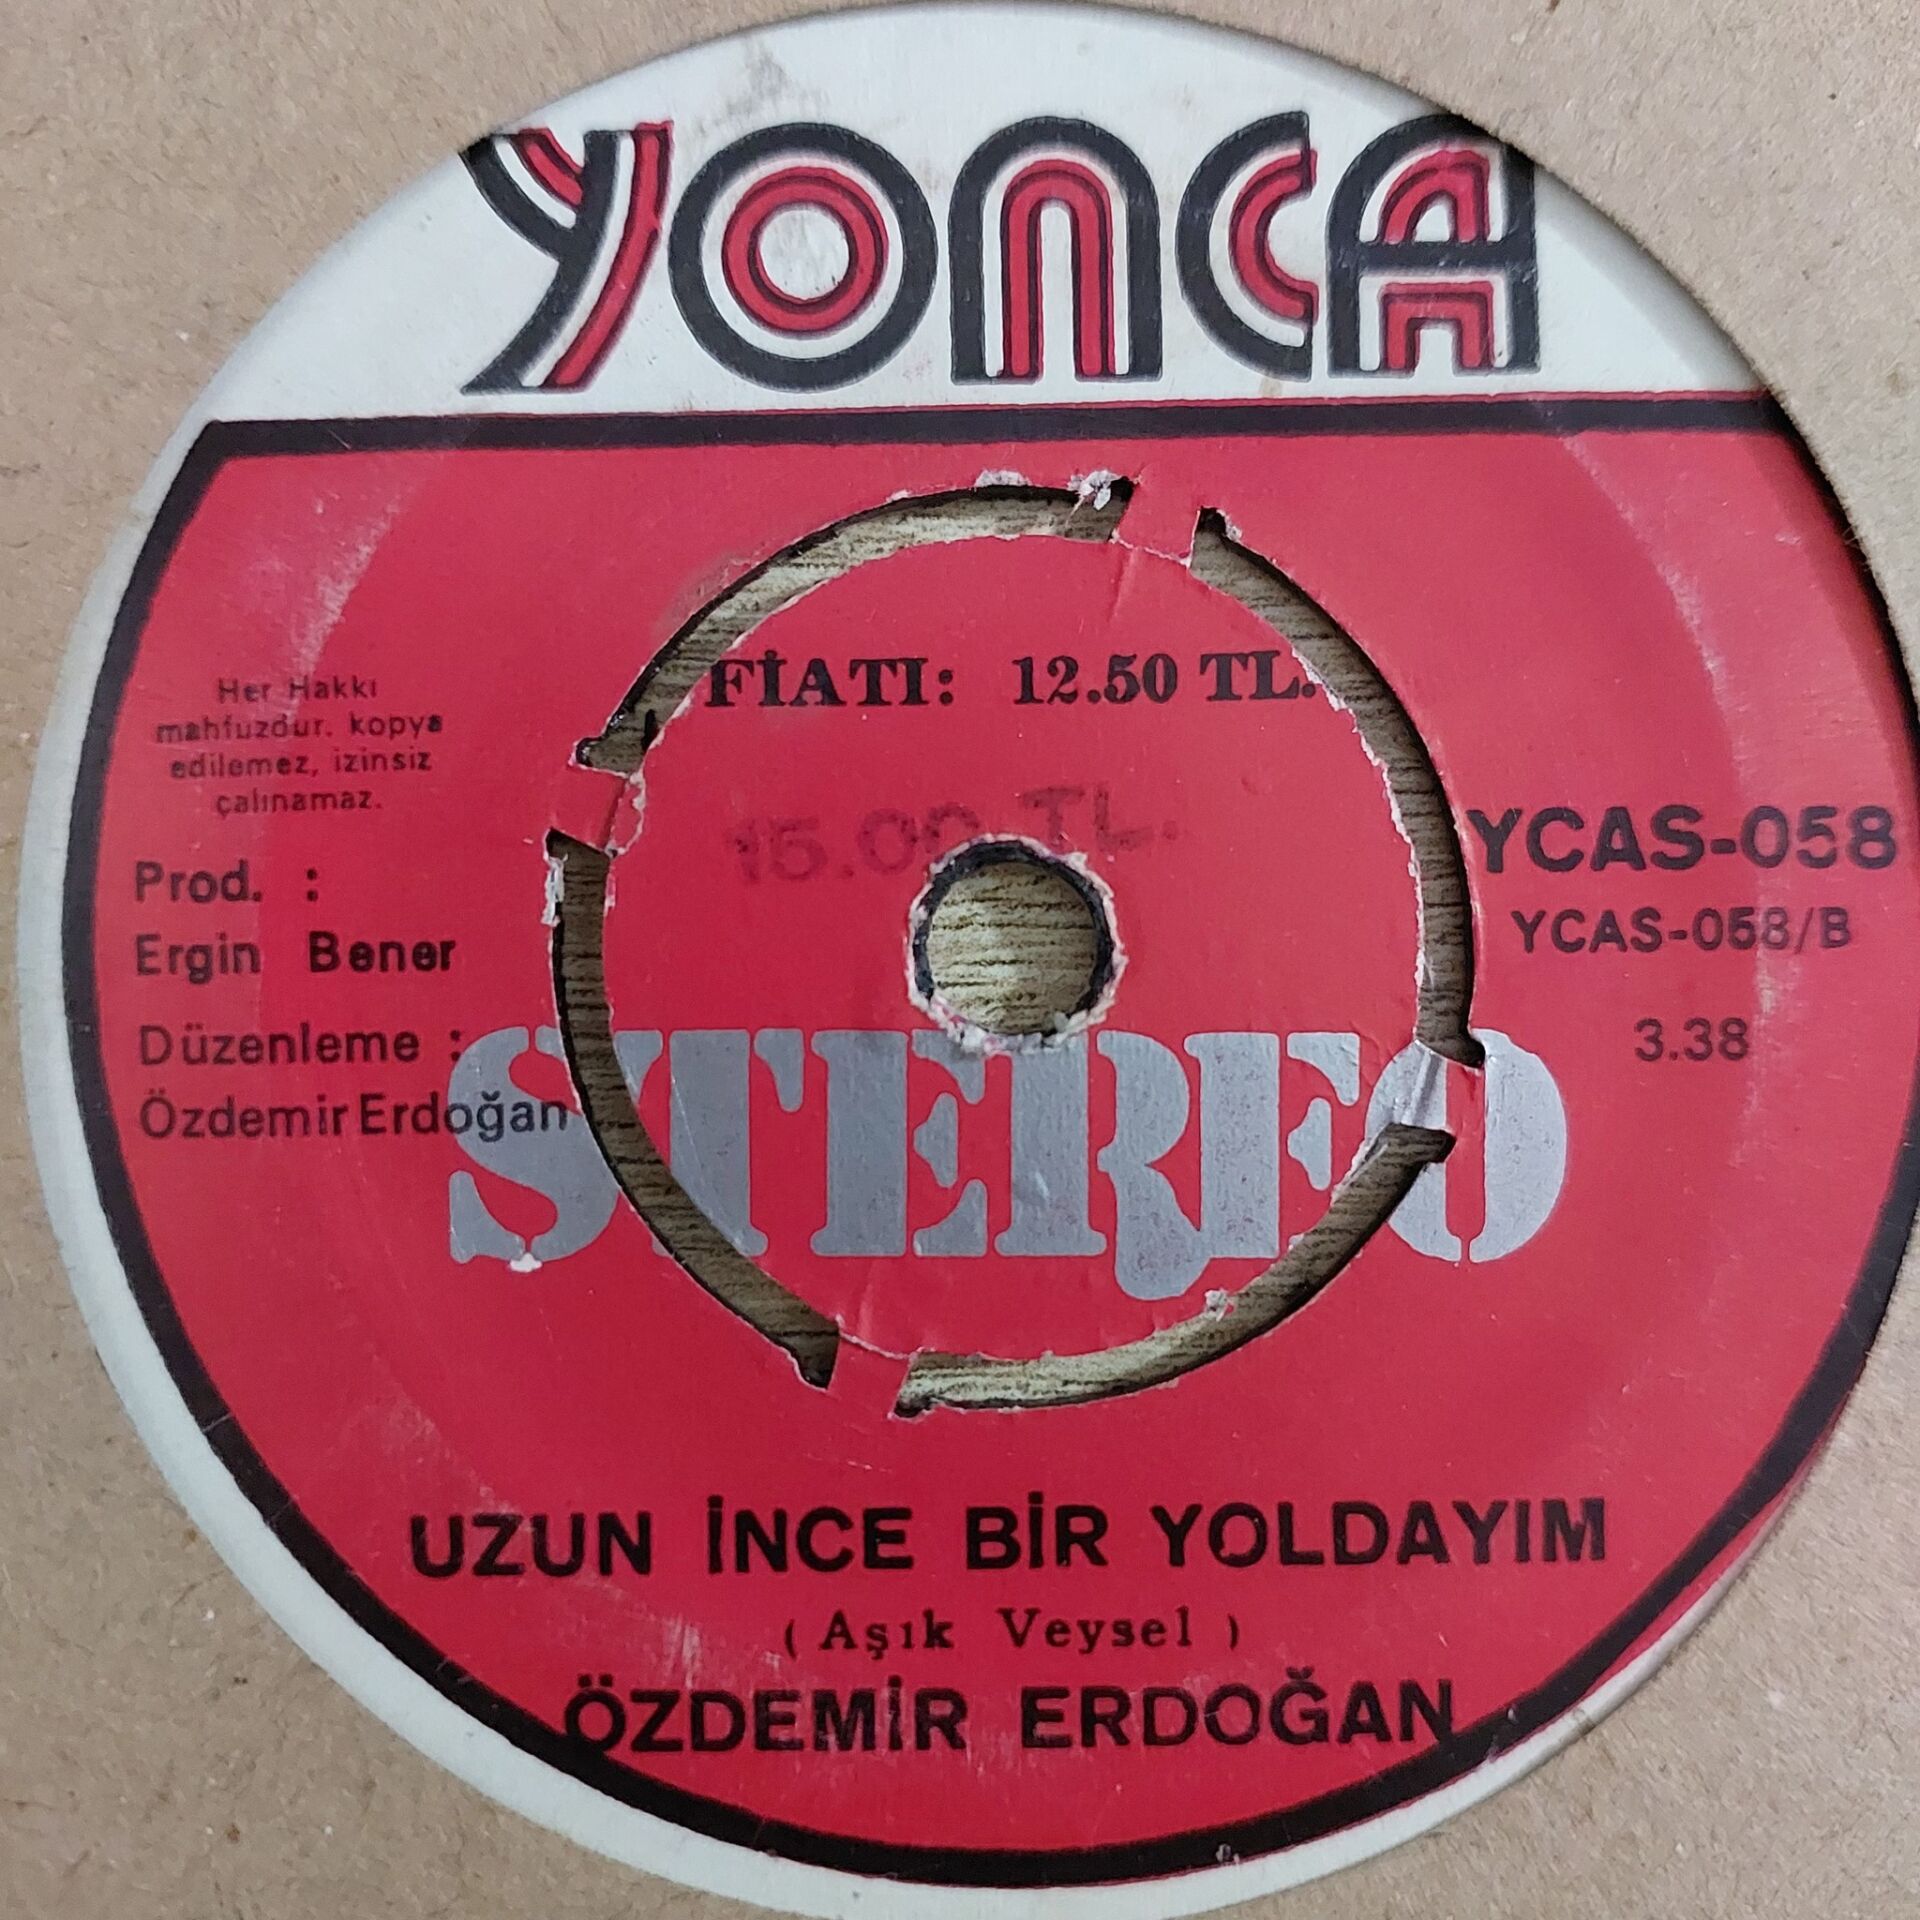 YONCA
FİATI: 12.50 TL.
15.00 TL.
Her Hakkı
mahfuzdur. kopya
edilemez, izinsiz
çalınamaz.
Prod. :
Ergin Bener
Düzenleme :
Özdemir Erdoğan
YCAS-058
YCAS-058/B
3.38
STEREO
UZUN İNCE BİR YOLDAYIM
( Aşık Veysel )
ÖZDEMİR ERDOĞAN